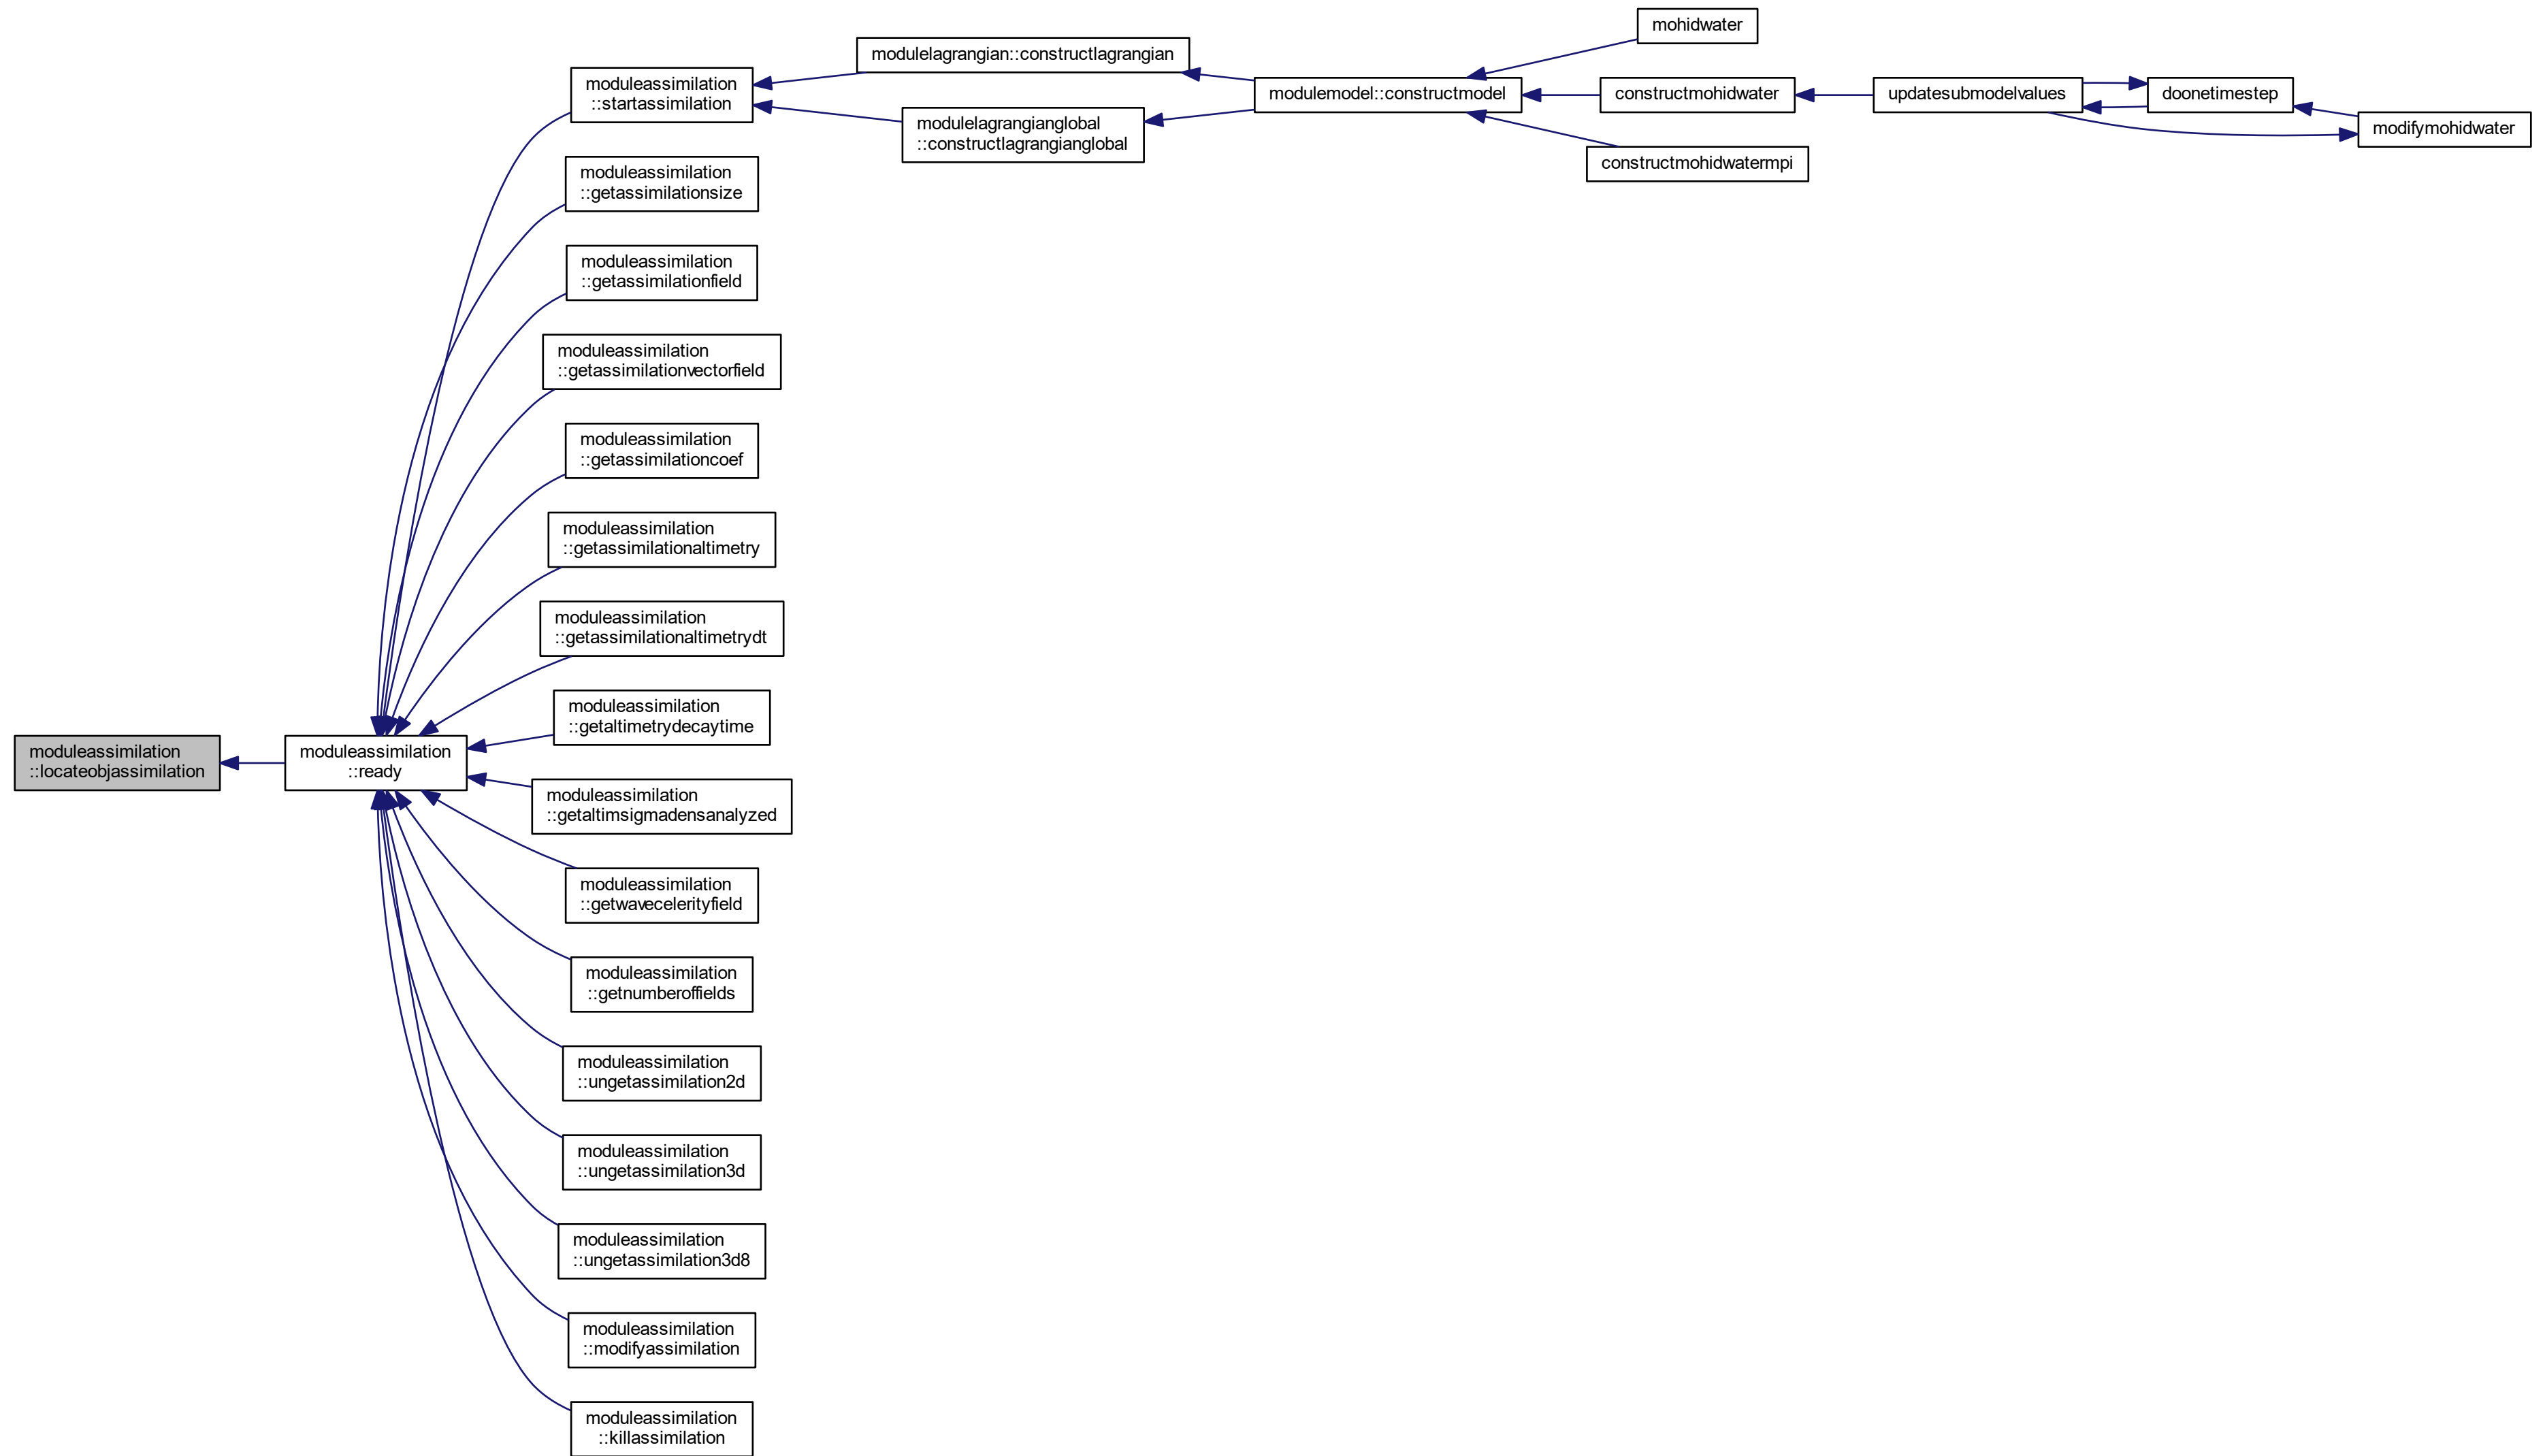 mohidwater
modulelagrangian::constructlagrangian
moduleassimilation
::startassimilation
modulemodel::constructmodel
constructmohidwater
updatesubmodelvalues
doonetimestep
modulelagrangianglobal
::constructlagrangianglobal
modifymohidwater
constructmohidwatermpi
moduleassimilation
::getassimilationsize
moduleassimilation
::getassimilationfield
moduleassimilation
::getassimilationvectorfield
moduleassimilation
::getassimilationcoef
moduleassimilation
::getassimilationaltimetry
moduleassimilation
::getassimilationaltimetrydt
moduleassimilation
::getaltimetrydecaytime
moduleassimilation
::locateobjassimilation
moduleassimilation
::ready
moduleassimilation
::getaltimsigmadensanalyzed
moduleassimilation
::getwavecelerityfield
moduleassimilation
::getnumberoffields
moduleassimilation
::ungetassimilation2d
moduleassimilation
::ungetassimilation3d
moduleassimilation
::ungetassimilation3d8
moduleassimilation
::modifyassimilation
moduleassimilation
::killassimilation